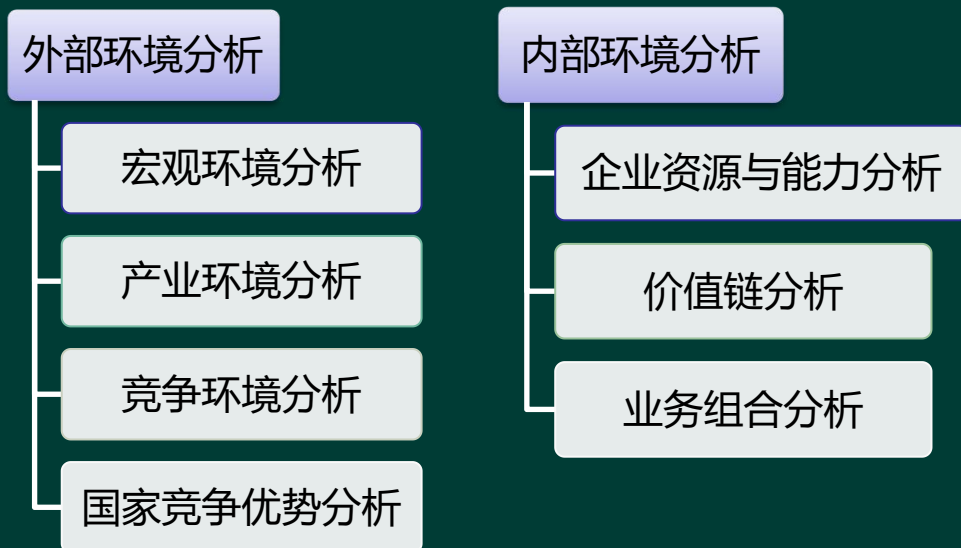 外部环境分析
宏观环境分析
产业环境分析
竞争环境分析
国家竞争优势分析
内部环境分析
企业资源与能力分析
价值链分析
业务组合分析